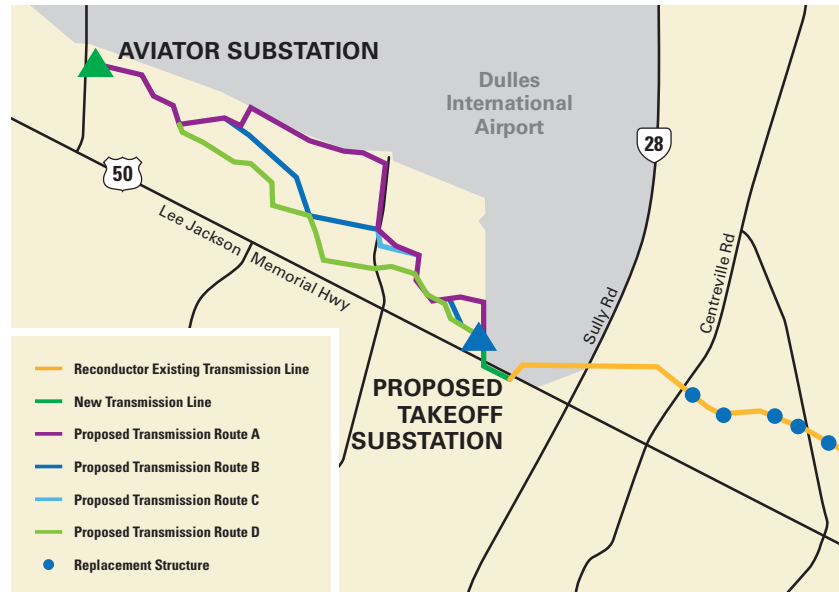 AVIATOR SUBSTATION
Dulles
International
Airport
28
50
Lee Jackson
Memorial Hwy
Sully Rd
Centreville Rd
PROPOSED
TAKEOFF
SUBSTATION
Reconductor Existing Transmission Line
New Transmission Line
Proposed Transmission Route A
Proposed Transmission Route B
Proposed Transmission Route C
Proposed Transmission Route D
Replacement Structure